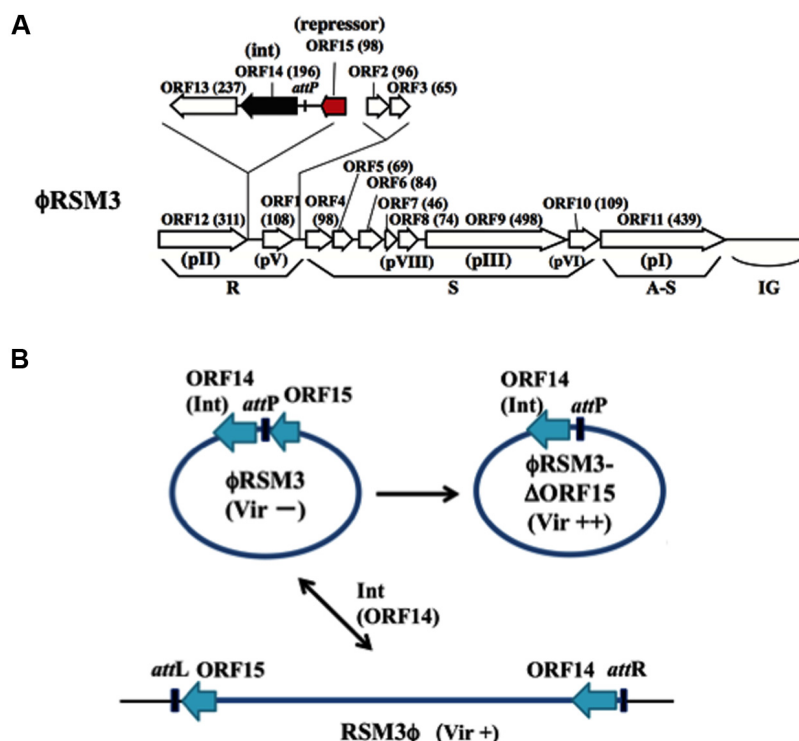 A
(repressor)
(int) ORF15 (98)
ORF14 (196) ORF2 (96)
ORF13 (237) attP ORF3 (65)
ORF5 (69)
ϕRSM3
ORF6 (84)
ORF1 ORF4 ORF7 (46) ORF10 (109)
ORF12 (311) (108) (98) ORF8 (74) ORF9 (498) ORF11 (439)
(pII) (pV) (pVIII) (pIII) (pVI) (pI)
R S A-S IG
B
ORF14 ORF14
(Int) attP ORF15 (Int) attP
ϕRSM3 ϕRSM3-
(Vir −) ΔORF15
(Vir ++)
Int
(ORF14)
attL ORF15 ORF14 attR
RSM3ϕ (Vir +)